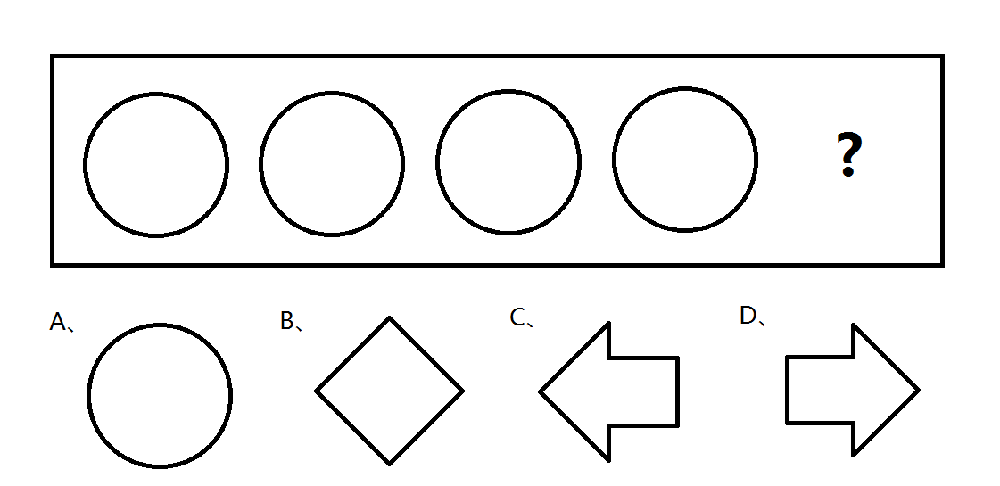 ?
A、
B、
C、
D、